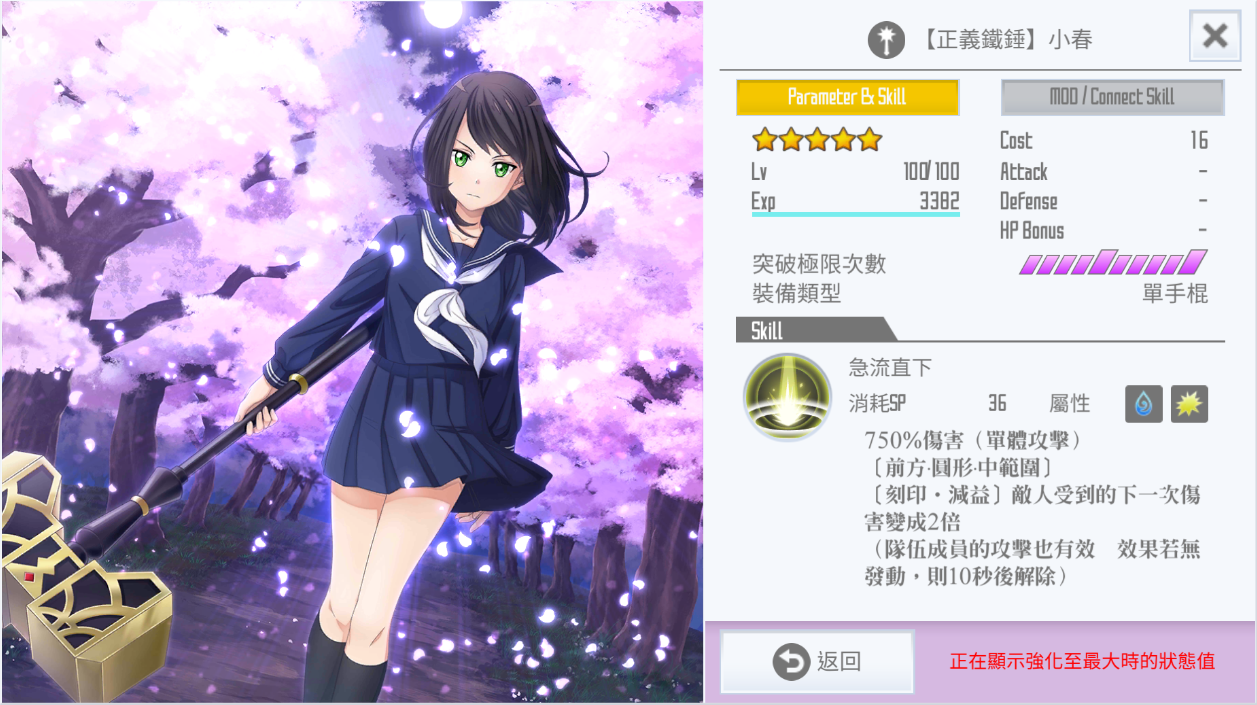 【正義鐵錘】小春
Parameter & Skill
MOD / Connect Skill
Cost 16
Lv 100/100
Attack -
Exp 3382
Defense -
HP Bonus -
突破極限次數
裝備類型 單手棍
Skill
急流直下
消耗SP 36 屬性
750%傷害（單體攻擊）
〔前方·圓形·中範圍〕
〔刻印・減益〕敵人受到的下一次傷
害變成2倍
（隊伍成員的攻擊也有效　效果若無
發動，則10秒後解除）
返回
正在顯示強化至最大時的狀態值